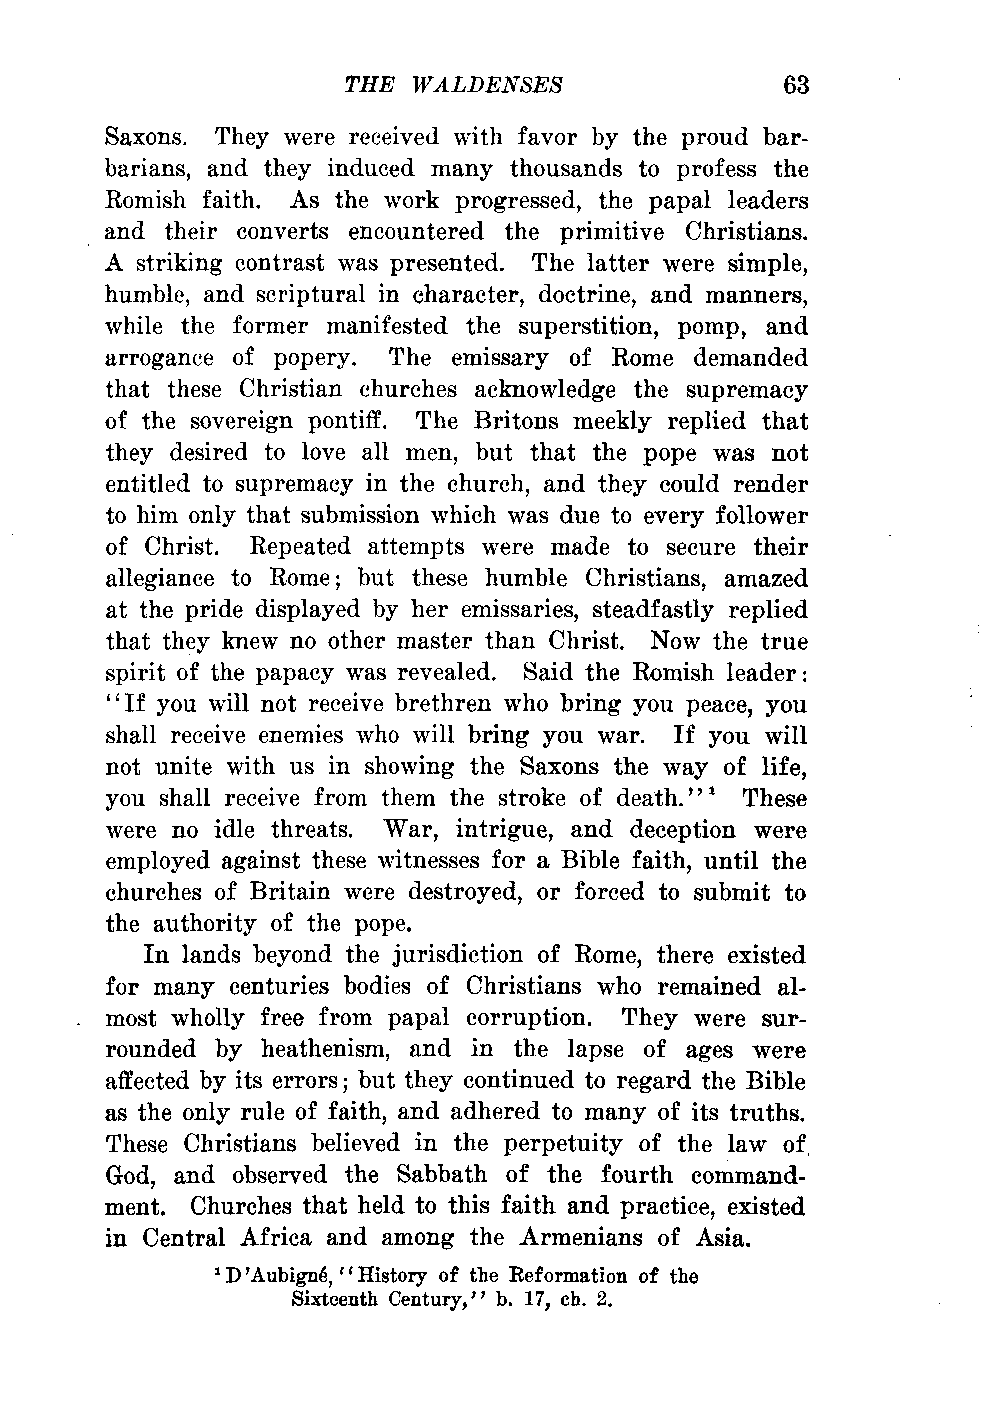 THE WALDENSES 63
Saxons. They were received with favor by the proud bar-
barians, and they induced many thousands to profess the
Romish faith. As the work progressed, the papal leaders
and their converts encountered the primitive Christians.
A striking contrast was presented. The latter were simple,
humble, and scriptural in character, doctrine, and manners,
while the former manifested the superstition, pomp, and
arrogance of popery. The emissary of Rome demanded
that these Christian churches acknowledge the supremacy
of the sovereign pontiff. The Britons meekly replied that
they desired to love all men, but that the pope was not
entitled to supremacy in the church, and they could render
to him only that submission which was due to every follower
of Christ. Repeated attempts were made to secure their
allegiance to Rome; but these humble Christians, amazed
at the pride displayed by her emissaries, steadfastly replied
that they knew no other master than Christ. Now the true
spirit of the papacy was revealed. Said the Romish leader:
"If you will not receive brethren who bring you peace, you
shall receive enemies who will bring you war. If you will
not unite with us in showing the Saxons the way of life,
you shall receive from them the stroke of death."¹ These
were no idle threats. War, intrigue, and deception were
employed against these witnesses for a Bible faith, until the
churches of Britain were destroyed, or forced to submit to
the authority of the pope.
In lands beyond the jurisdiction of Rome, there existed
for many centuries bodies of Christians who remained al-
most wholly free from papal corruption. They were sur-
rounded by heathenism, and in the lapse of ages were
affected by its errors; but they continued to regard the Bible
as the only rule of faith, and adhered to many of its truths.
These Christians believed in the perpetuity of the law of
God, and observed the Sabbath of the fourth command-
ment. Churches that held to this faith and practice, existed
in Central Africa and among the Armenians of Asia.
¹ D'Aubigné, "History of the Reformation of the
Sixteenth Century," b. 17, ch. 2.